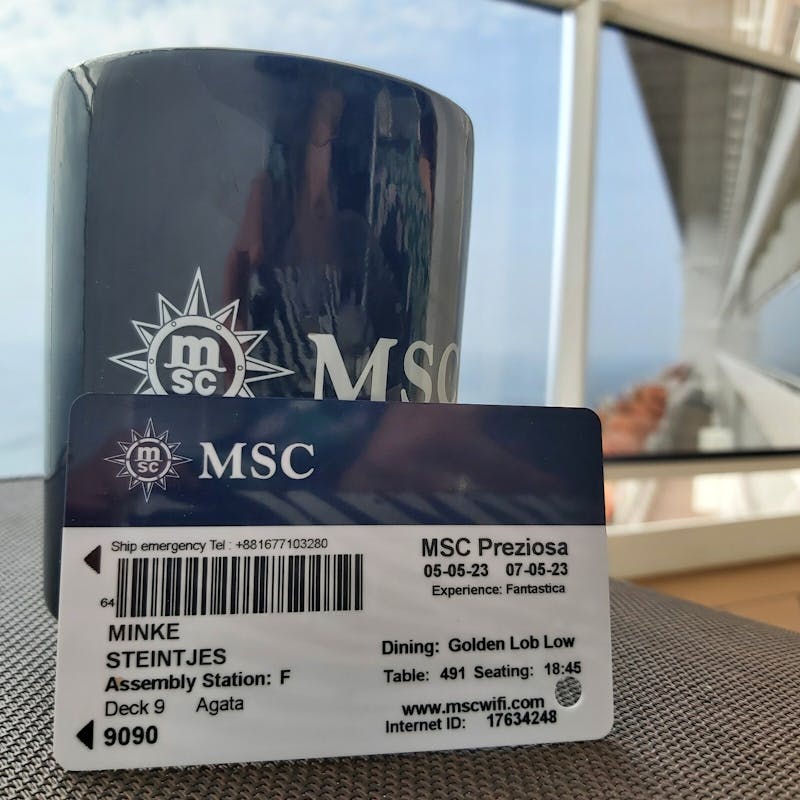 m
SC
MSC
m
SC
MSC
Ship emergency Tel : +881677103280
64
MINKE
STEINTJES
Assembly Station: F
Deck 9 Agata
9090
MSC Preziosa
05-05-23 07-05-23
Experience: Fantastica
Dining: Golden Lob Low
Table: 491 Seating: 18:45
www.mscwifi.com
Internet ID: 17634248